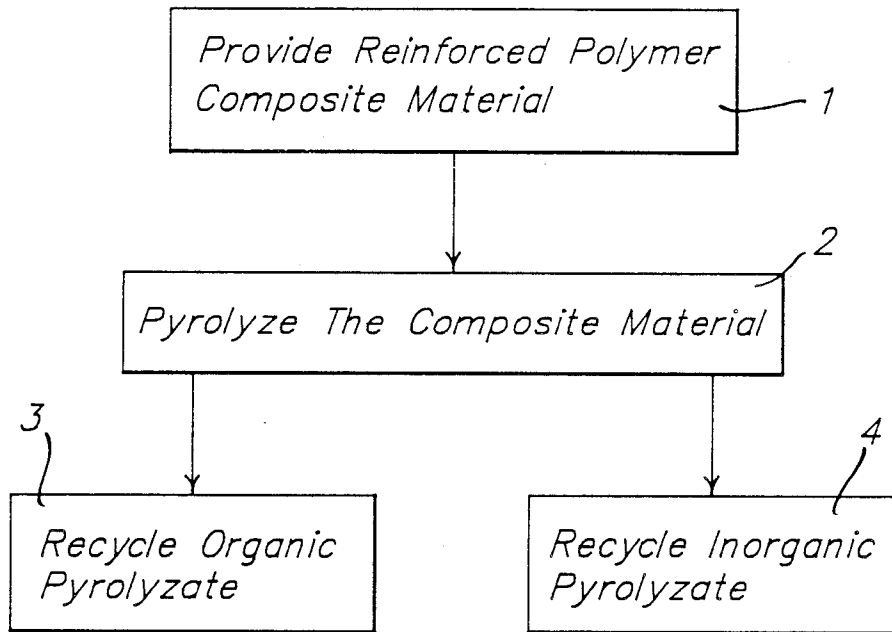 Provide Reinforced Polymer
Composite Material
1
2
Pyrolyze The Composite Material
3
4
Recycle Organic
Pyrolyzate
Recycle Inorganic
Pyrolyzate